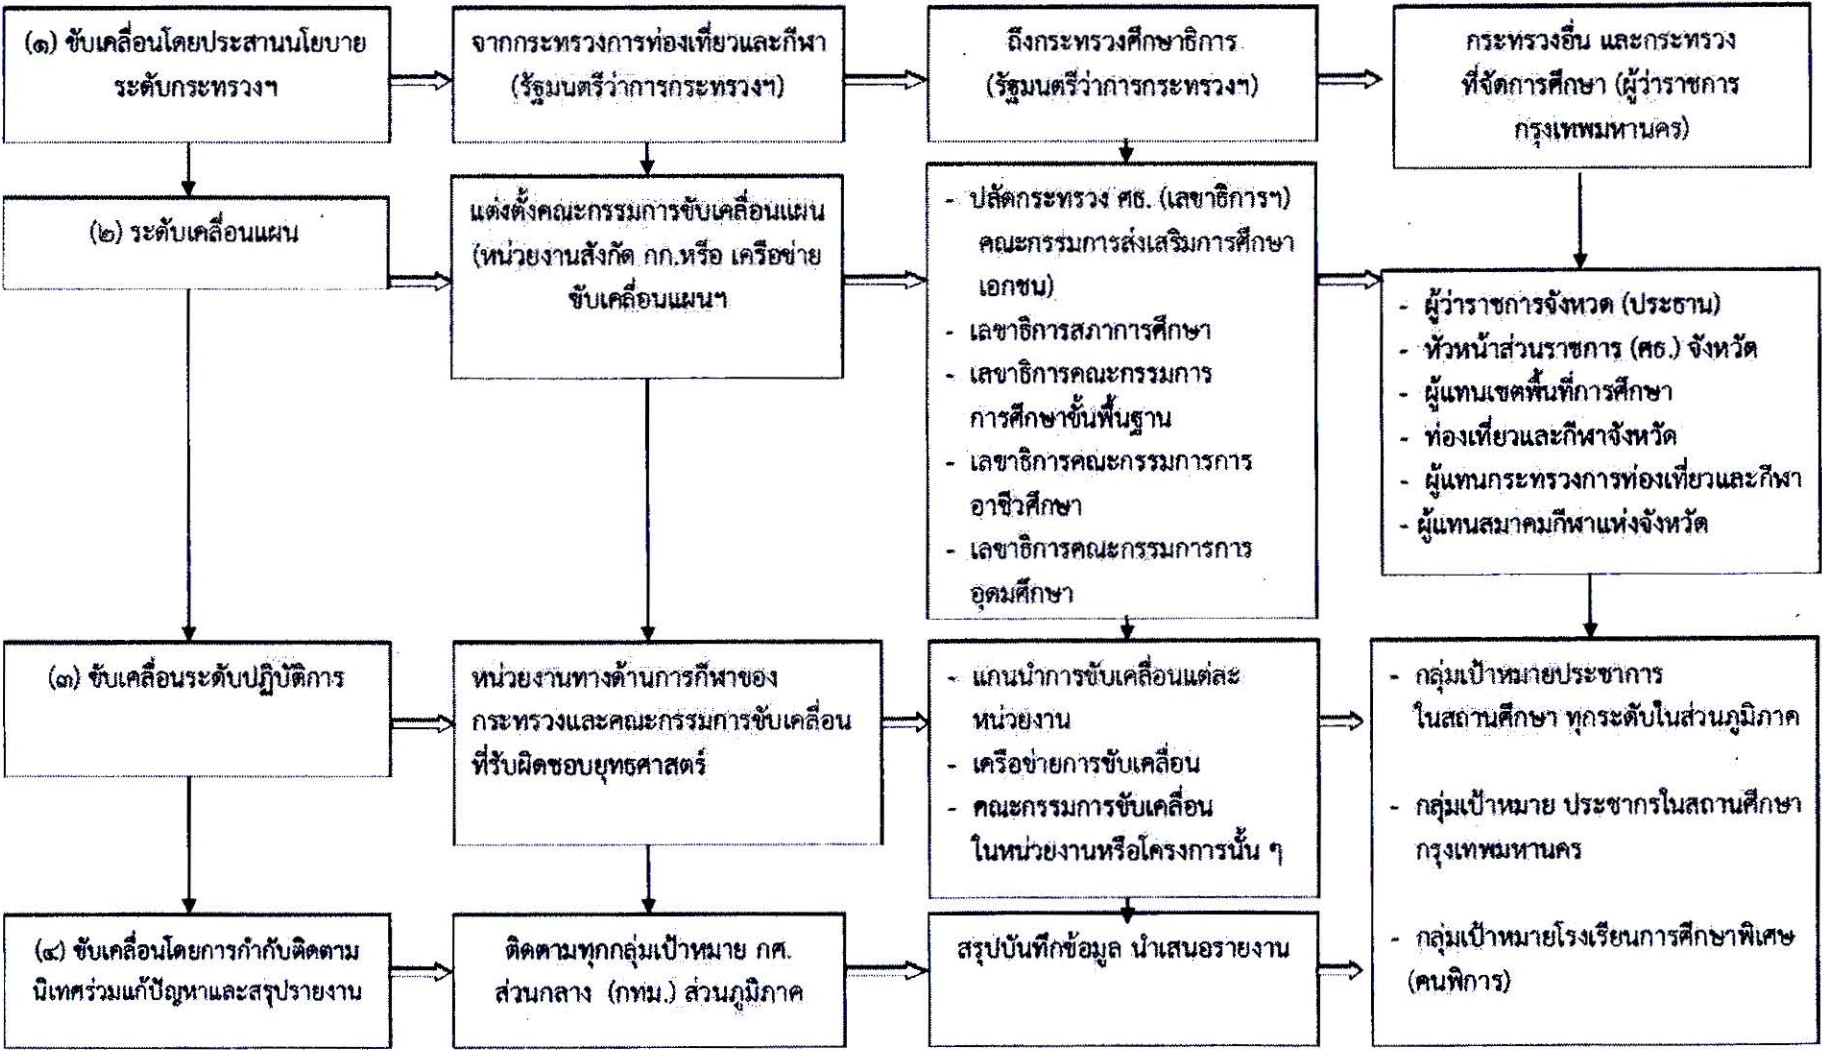 (๑) ขับเคลื่อนโดยประสานนโยบาย
ระดับกระทรวงฯ
จากกระทรวงการท่องเที่ยวและกีฬา
(รัฐมนตรีว่าการกระทรวงฯ)
ถึงกระทรวงศึกษาธิการ
(รัฐมนตรีว่าการกระทรวงฯ)
กระทรวงอื่น และกระทรวง
ที่จัดการศึกษา (ผู้ว่าราชการ
กรุงเทพมหานคร)
(๒) ระดับเคลื่อนแผน
แต่งตั้งคณะกรรมการขับเคลื่อนแผน
(หน่วยงานสังกัด กก.หรือ เครือข่าย
ขับเคลื่อนแผนฯ
- ปลัดกระทรวง ศธ. (เลขาธิการฯ)
คณะกรรมการส่งเสริมการศึกษา
เอกชน)
- เลขาธิการสภาการศึกษา
- เลขาธิการคณะกรรมการ
การศึกษาขั้นพื้นฐาน
- เลขาธิการคณะกรรมการการ
อาชีวศึกษา
- เลขาธิการคณะกรรมการการ
อุดมศึกษา
- ผู้ว่าราชการจังหวด (ประธาน)
- หัวหน้าส่วนราชการ (ศธ.) จังหวัด
- ผู้แทนเขตพื้นที่การศึกษา
- ท่องเที่ยวและกีฬาจังหวัด
- ผู้แทนกระทรวงการท่องเที่ยวและกีฬา
- ผู้แทนสมาคมกีฬาแห่งจังหวัด
(๓) ขับเคลื่อนระดับปฏิบัติการ
หน่วยงานทางด้านการกีฬาของ
กระทรวงและคณะกรรมการขับเคลื่อน
ที่รับผิดชอบยุทธศาสตร์
- แกนนำการขับเคลื่อนแต่ละ
หน่วยงาน
- เครือข่ายการขับเคลื่อน
- คณะกรรมการขับเคลื่อน
ในหน่วยงานหรือโครงการนั้น ๆ
- กลุ่มเป้าหมายประชาการ
ในสถานศึกษา ทุกระดับในส่วนภูมิภาค
- กลุ่มเป้าหมาย ประชากรในสถานศึกษา
กรุงเทพมหานคร
- กลุ่มเป้าหมายโรงเรียนการศึกษาพิเศษ
(คนพิการ)
(๔) ขับเคลื่อนโดยการกำกับติดตาม
นิเทศร่วมแก้ปัญหาและสรุปรายงาน
ติดตามทุกกลุ่มเป้าหมาย กศ.
ส่วนกลาง (กทม.) ส่วนภูมิภาค
สรุปบันทึกข้อมูล นำเสนอรายงาน